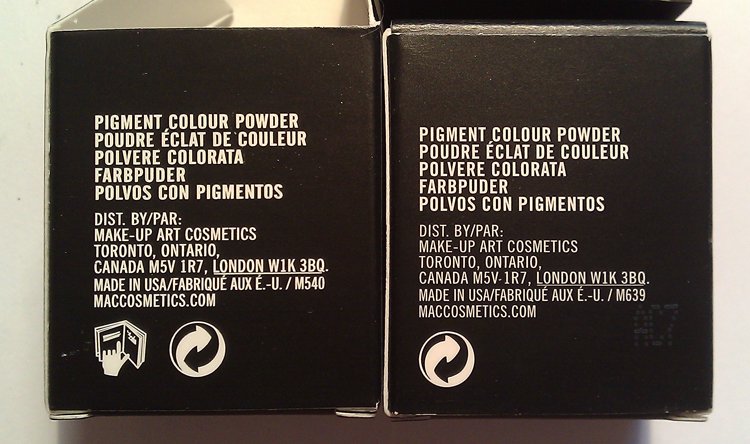 PIGMENT COLOUR POWDER
POUDRE ÉCLAT DE COULEUR
POLVERE COLORATA
FARBPUDER
POLVOS CON PIGMENTOS
DIST. BY/PAR:
MAKE-UP ART COSMETICS
TORONTO, ONTARIO,
CANADA M5V 1R7, LONDON W1K 3BQ.
MADE IN USA/FABRIQUÉ AUX É.-U. / M540
MACCOSMETICS.COM
PIGMENT COLOUR POWDER
POUDRE ÉCLAT DE COULEUR
POLVERE COLORATA
FARBPUDER
POLVOS CON PIGMENTOS
DIST. BY/PAR:
MAKE-UP ART COSMETICS
TORONTO, ONTARIO,
CANADA M5V 1R7, LONDON W1K 3BQ.
MADE IN USA/FABRIQUÉ AUX É.-U. / M639
MACCOSMETICS.COM